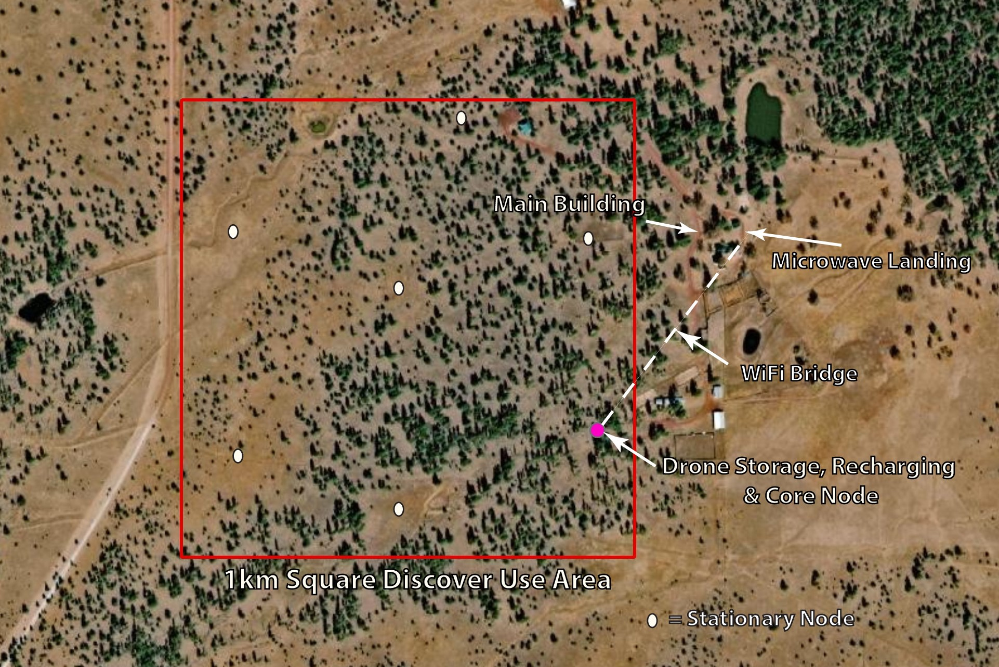 Main Building
Microwave Landing
WiFi Bridge
Drone Storage, Recharging
& Core Node
1km Square Discover Use Area
= Stationary Node